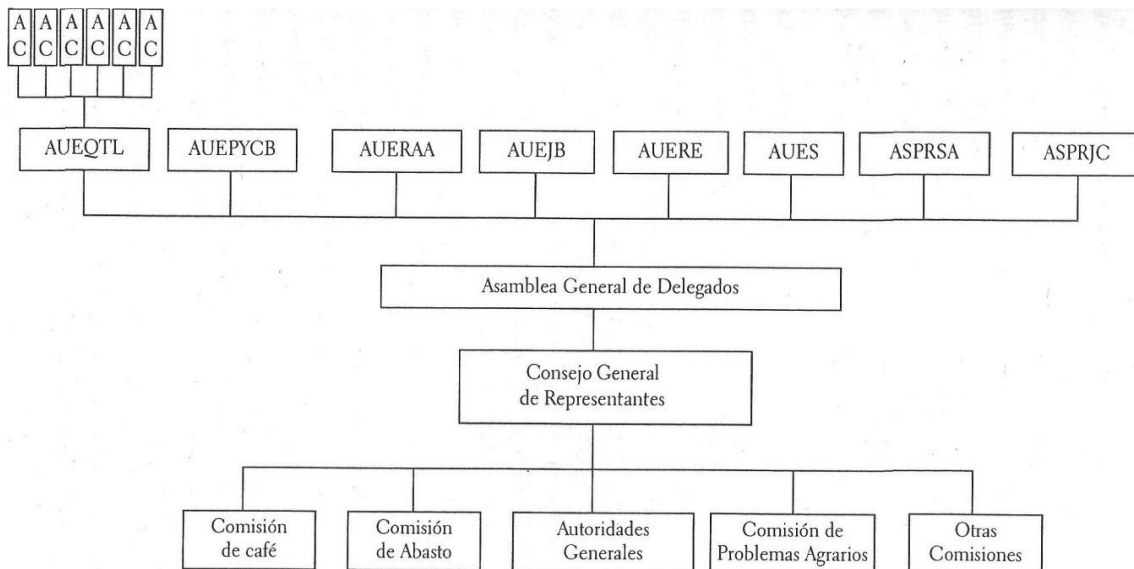 A A A A A A
C C C C C C
AUEQTL AUEPYCB AUERAA AUEJB AUERE AUES ASPRSA ASPRJC
Asamblea General de Delegados
Consejo General
de Representantes
Comisión
de café
Comisión
de Abasto
Autoridades
Generales
Comisión de
Problemas Agrarios
Otras
Comisiones